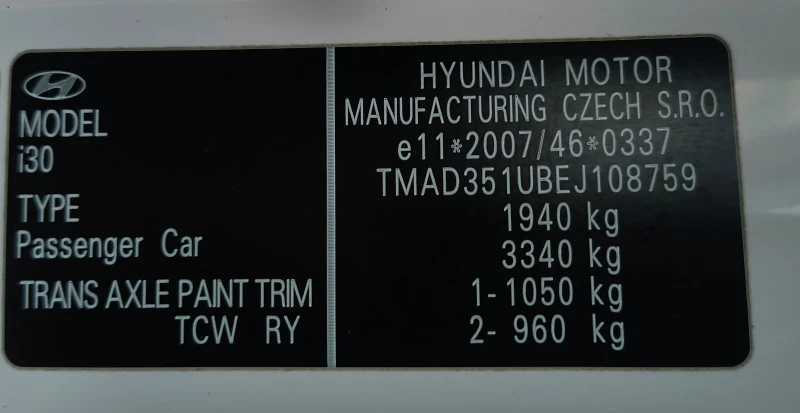 MODEL
i30
TYPE
Passenger Car
TRANS AXLE PAINT TRIM
TCW RY
HYUNDAI MOTOR
MANUFACTURING CZECH S.R.O.
e11*2007/46*0337
TMAD351UBEJ108759
1940 kg
3340 kg
1- 1050 kg
2- 960 kg